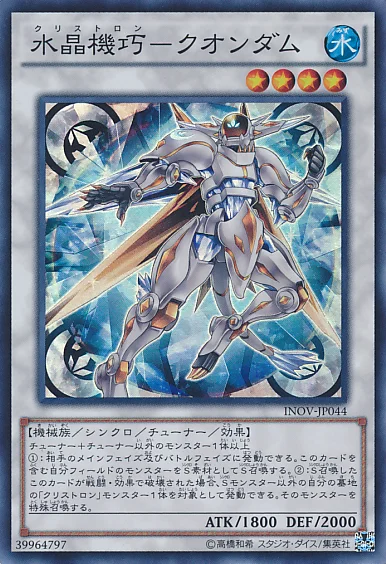 クリストロン
水晶機巧－クオンダム
みず
水
INOV-JP044
【機械族／シンクロ／チューナー／効果】
チューナー＋チューナー以外のモンスター1体以上
①：相手のメインフェイズ及びバトルフェイズに発動できる。このカードを
含む自分フィールドのモンスターをS素材としてS召喚する。②：S召喚した
このカードが戦闘・効果で破壊された場合、Sモンスター以外の自分の墓地
の「クリストロン」モンスター1体を対象として発動できる。そのモンスターを
特殊召喚する。
ATK/1800 DEF/2000
39964797
©高橋和希 スタジオ・ダイス/集英社